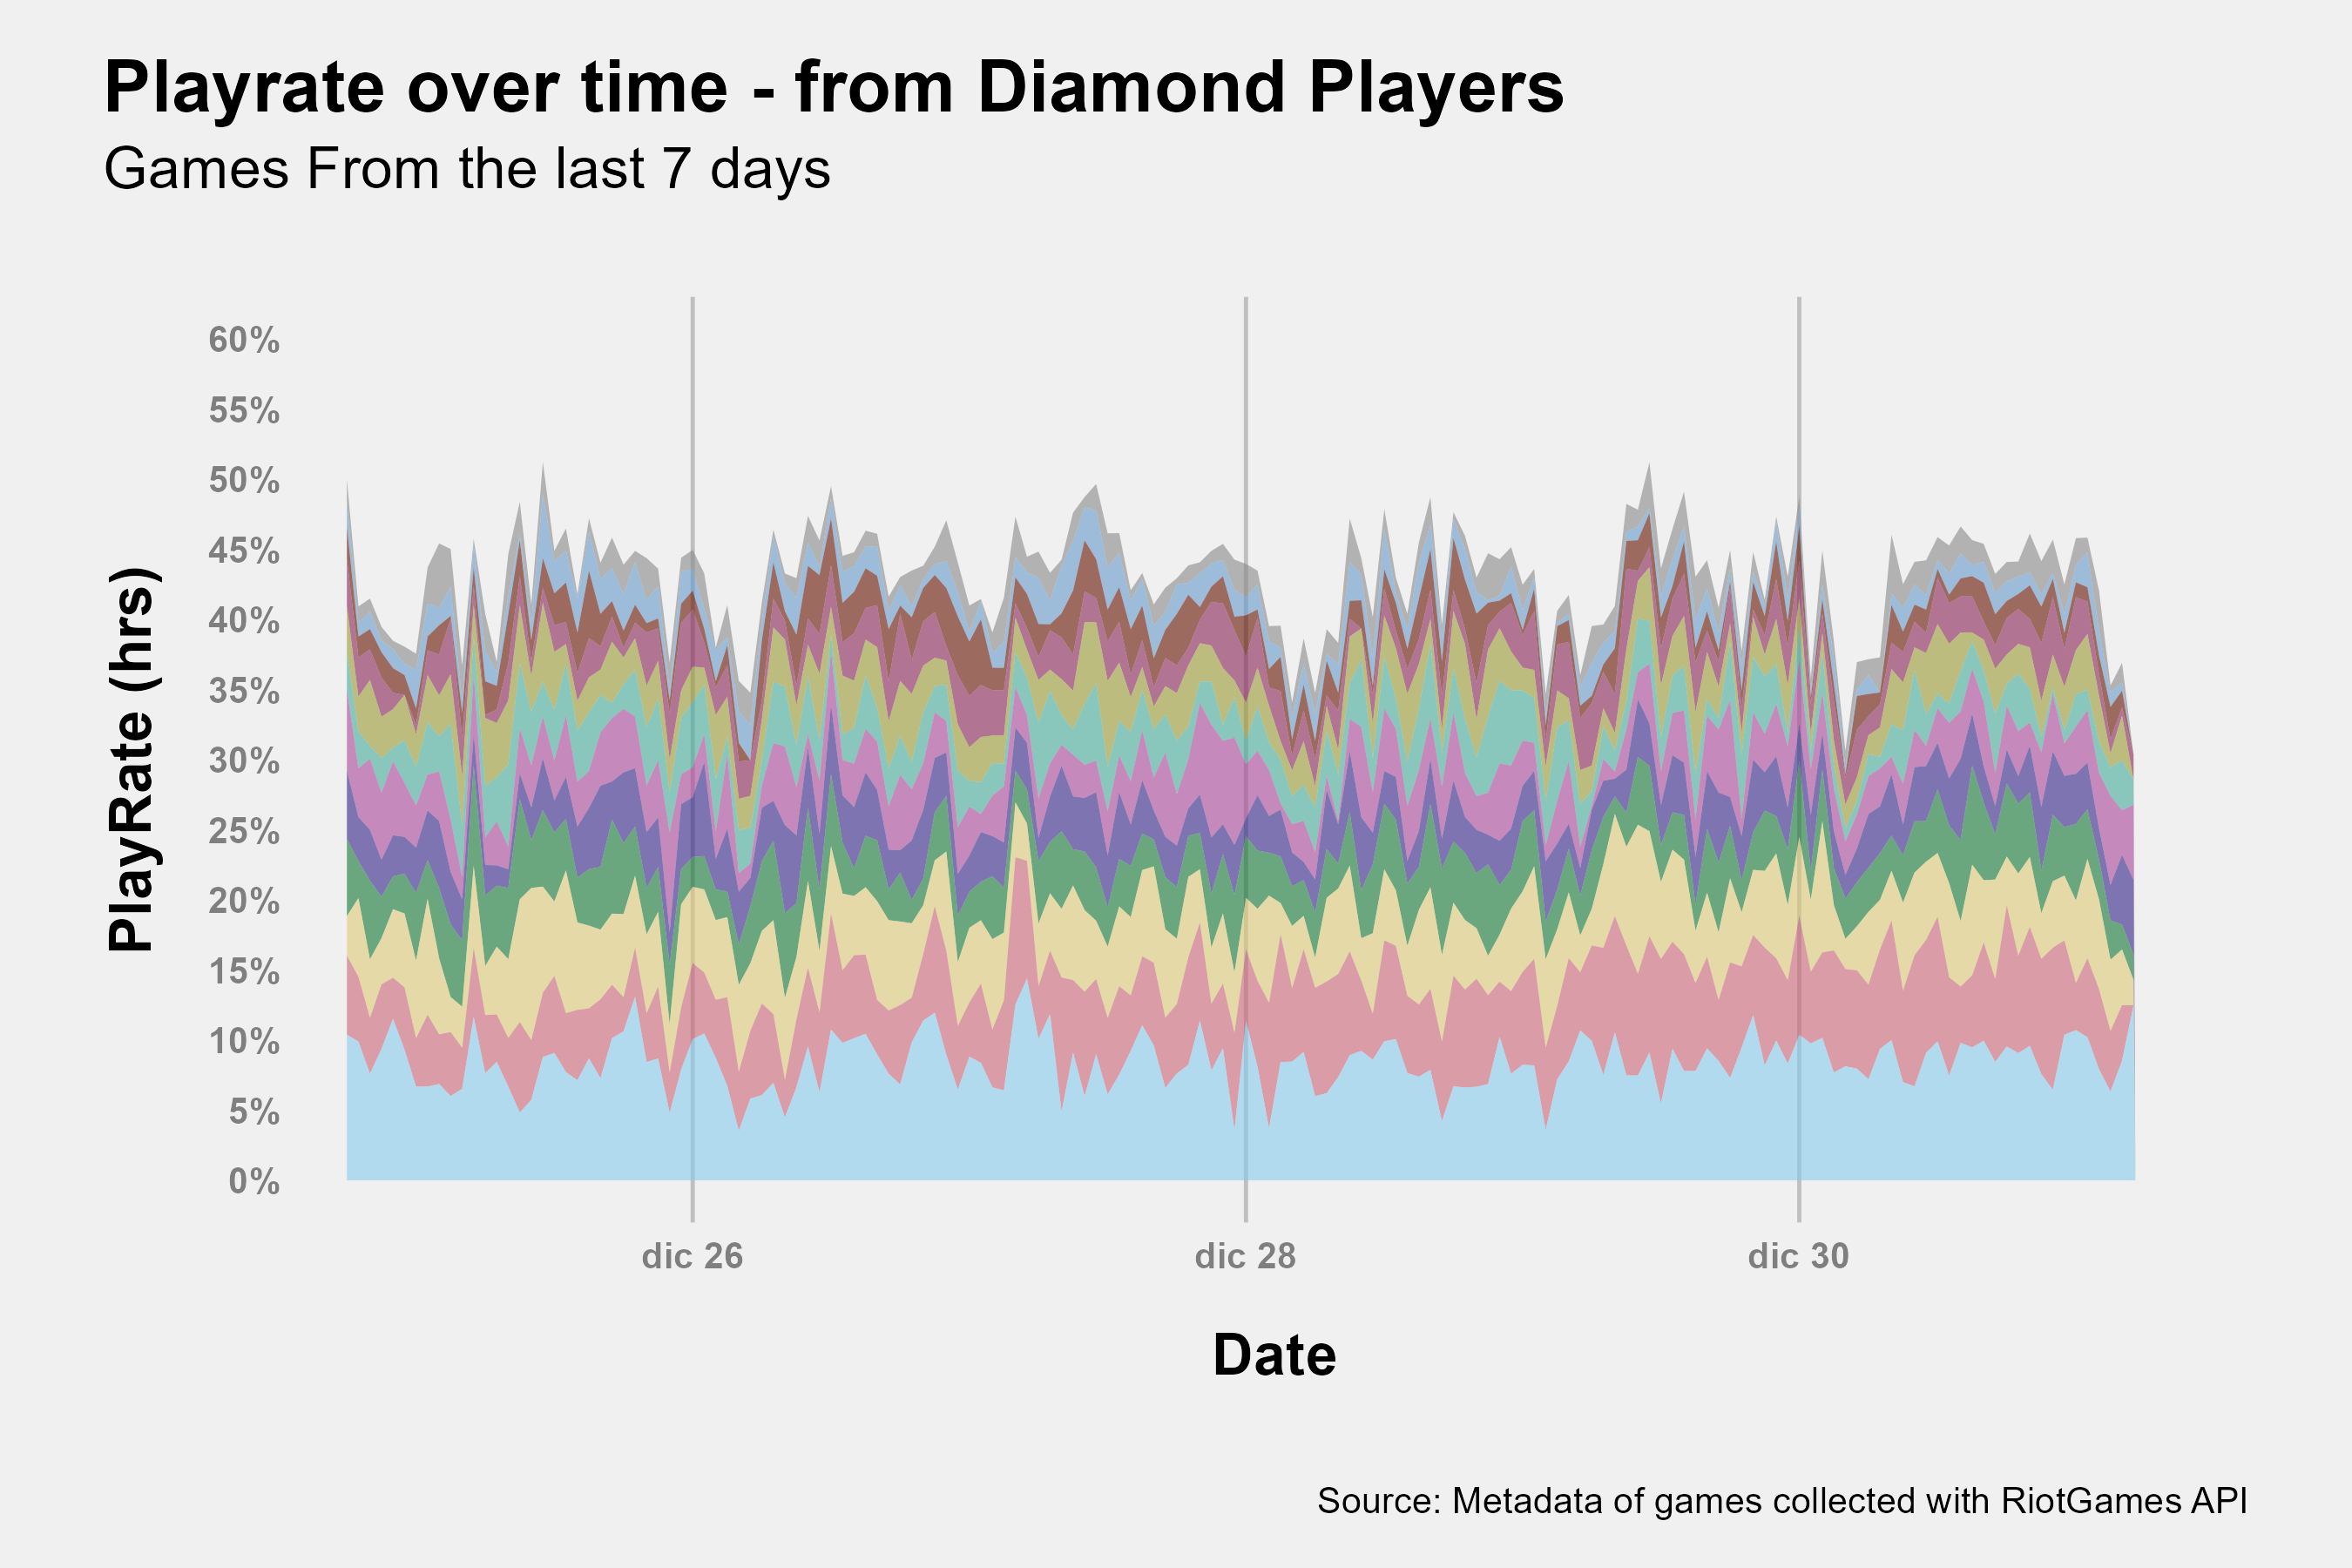 Playrate over time - from Diamond Players
Games From the last 7 days
PlayRate (hrs)
60%
55%
50%
45%
40%
35%
30%
25%
20%
15%
10%
5%
0%
dic 26
dic 28
dic 30
Date
Source: Metadata of games collected with RiotGames API